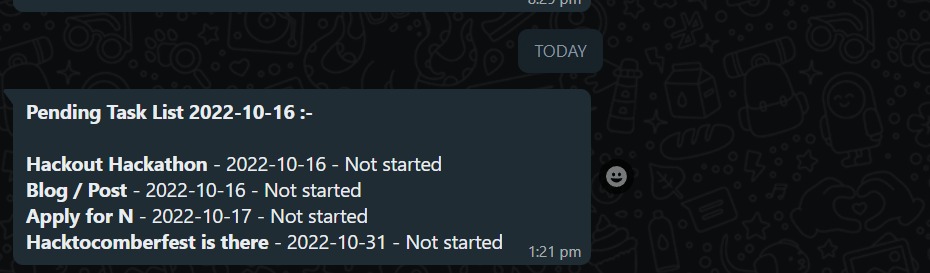 8:29 pm
TODAY
Pending Task List 2022-10-16 :-
Hackout Hackathon - 2022-10-16 - Not started
Blog / Post - 2022-10-16 - Not started
Apply for N - 2022-10-17 - Not started
Hacktocomberfest is there - 2022-10-31 - Not started
1:21 pm